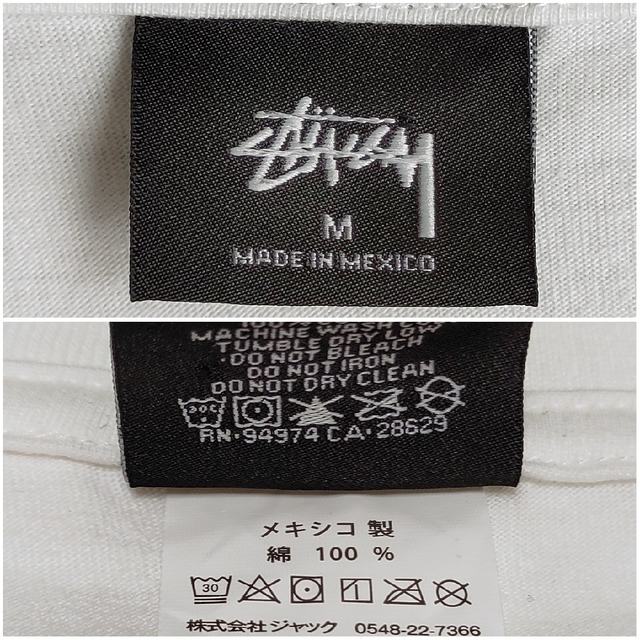 Stüssy
M
MADE IN MEXICO
MACHINE WASH
TUMBLE DRY LOW
DO NOT BLEACH
DO NOT IRON
DO NOT DRY CLEAN
RN·94974 CA·28629
メキシコ 製
綿 100 %
30
株式会社ジャック 0548-22-7366